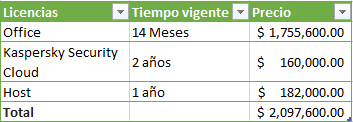 Licencias Tiempo vigente Precio
Office 14 Meses $ 1,755,600.00
Kaspersky Security
Cloud 2 años $ 160,000.00
Host 1 año $ 182,000.00
Total $ 2,097,600.00